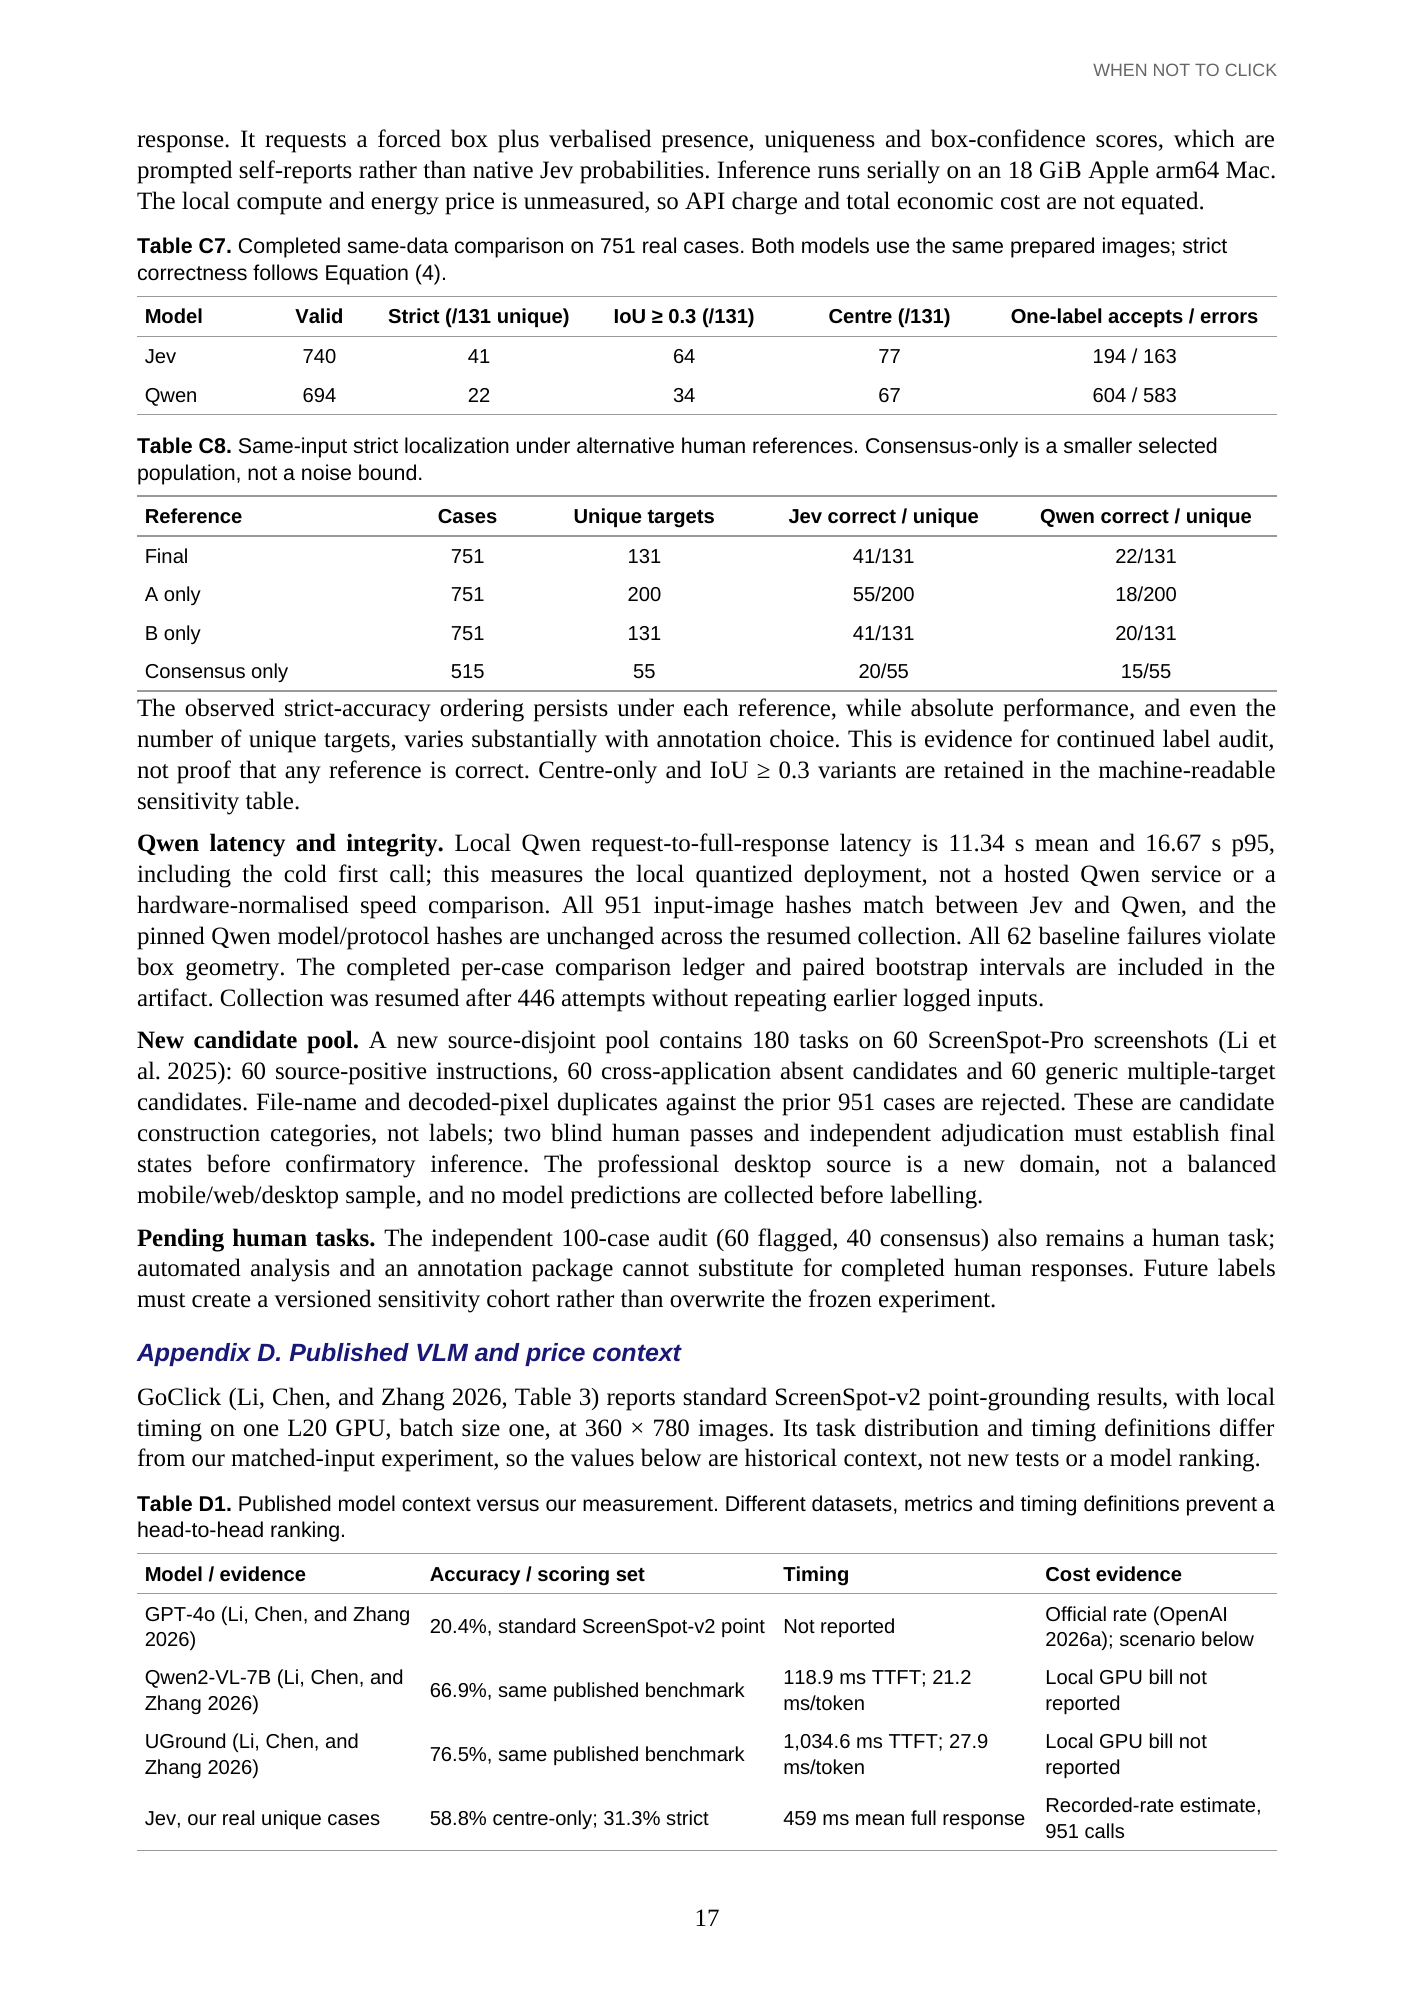 WHEN NOT TO CLICK
response. It requests a forced box plus verbalised presence, uniqueness and box-confidence scores, which are
prompted self-reports rather than native Jev probabilities. Inference runs serially on an 18 GiB Apple arm64 Mac.
The local compute and energy price is unmeasured, so API charge and total economic cost are not equated.
Table C7. Completed same-data comparison on 751 real cases. Both models use the same prepared images; strict
correctness follows Equation (4).
Model Valid Strict (/131 unique) IoU ≥ 0.3 (/131) Centre (/131) One-label accepts / errors
Jev 740 41 64 77 194 / 163
Qwen 694 22 34 67 604 / 583
Table C8. Same-input strict localization under alternative human references. Consensus-only is a smaller selected
population, not a noise bound.
Reference Cases Unique targets Jev correct / unique Qwen correct / unique
Final 751 131 41/131 22/131
A only 751 200 55/200 18/200
B only 751 131 41/131 20/131
Consensus only 515 55 20/55 15/55
The observed strict-accuracy ordering persists under each reference, while absolute performance, and even the
number of unique targets, varies substantially with annotation choice. This is evidence for continued label audit,
not proof that any reference is correct. Centre-only and IoU ≥ 0.3 variants are retained in the machine-readable
sensitivity table.
Qwen latency and integrity. Local Qwen request-to-full-response latency is 11.34 s mean and 16.67 s p95,
including the cold first call; this measures the local quantized deployment, not a hosted Qwen service or a
hardware-normalised speed comparison. All 951 input-image hashes match between Jev and Qwen, and the
pinned Qwen model/protocol hashes are unchanged across the resumed collection. All 62 baseline failures violate
box geometry. The completed per-case comparison ledger and paired bootstrap intervals are included in the
artifact. Collection was resumed after 446 attempts without repeating earlier logged inputs.
New candidate pool. A new source-disjoint pool contains 180 tasks on 60 ScreenSpot-Pro screenshots (Li et
al. 2025): 60 source-positive instructions, 60 cross-application absent candidates and 60 generic multiple-target
candidates. File-name and decoded-pixel duplicates against the prior 951 cases are rejected. These are candidate
construction categories, not labels; two blind human passes and independent adjudication must establish final
states before confirmatory inference. The professional desktop source is a new domain, not a balanced
mobile/web/desktop sample, and no model predictions are collected before labelling.
Pending human tasks. The independent 100-case audit (60 flagged, 40 consensus) also remains a human task;
automated analysis and an annotation package cannot substitute for completed human responses. Future labels
must create a versioned sensitivity cohort rather than overwrite the frozen experiment.
Appendix D. Published VLM and price context
GoClick (Li, Chen, and Zhang 2026, Table 3) reports standard ScreenSpot-v2 point-grounding results, with local
timing on one L20 GPU, batch size one, at 360 × 780 images. Its task distribution and timing definitions differ
from our matched-input experiment, so the values below are historical context, not new tests or a model ranking.
Table D1. Published model context versus our measurement. Different datasets, metrics and timing definitions prevent a
head-to-head ranking.
Model / evidence Accuracy / scoring set Timing Cost evidence
GPT-4o (Li, Chen, and Zhang
2026)
20.4%, standard ScreenSpot-v2 point
Not reported
Official rate (OpenAI
2026a); scenario below
Qwen2-VL-7B (Li, Chen, and
Zhang 2026)
66.9%, same published benchmark
118.9 ms TTFT; 21.2
ms/token
Local GPU bill not
reported
UGround (Li, Chen, and
Zhang 2026)
76.5%, same published benchmark
1,034.6 ms TTFT; 27.9
ms/token
Local GPU bill not
reported
Jev, our real unique cases
58.8% centre-only; 31.3% strict
459 ms mean full response
Recorded-rate estimate,
951 calls
17